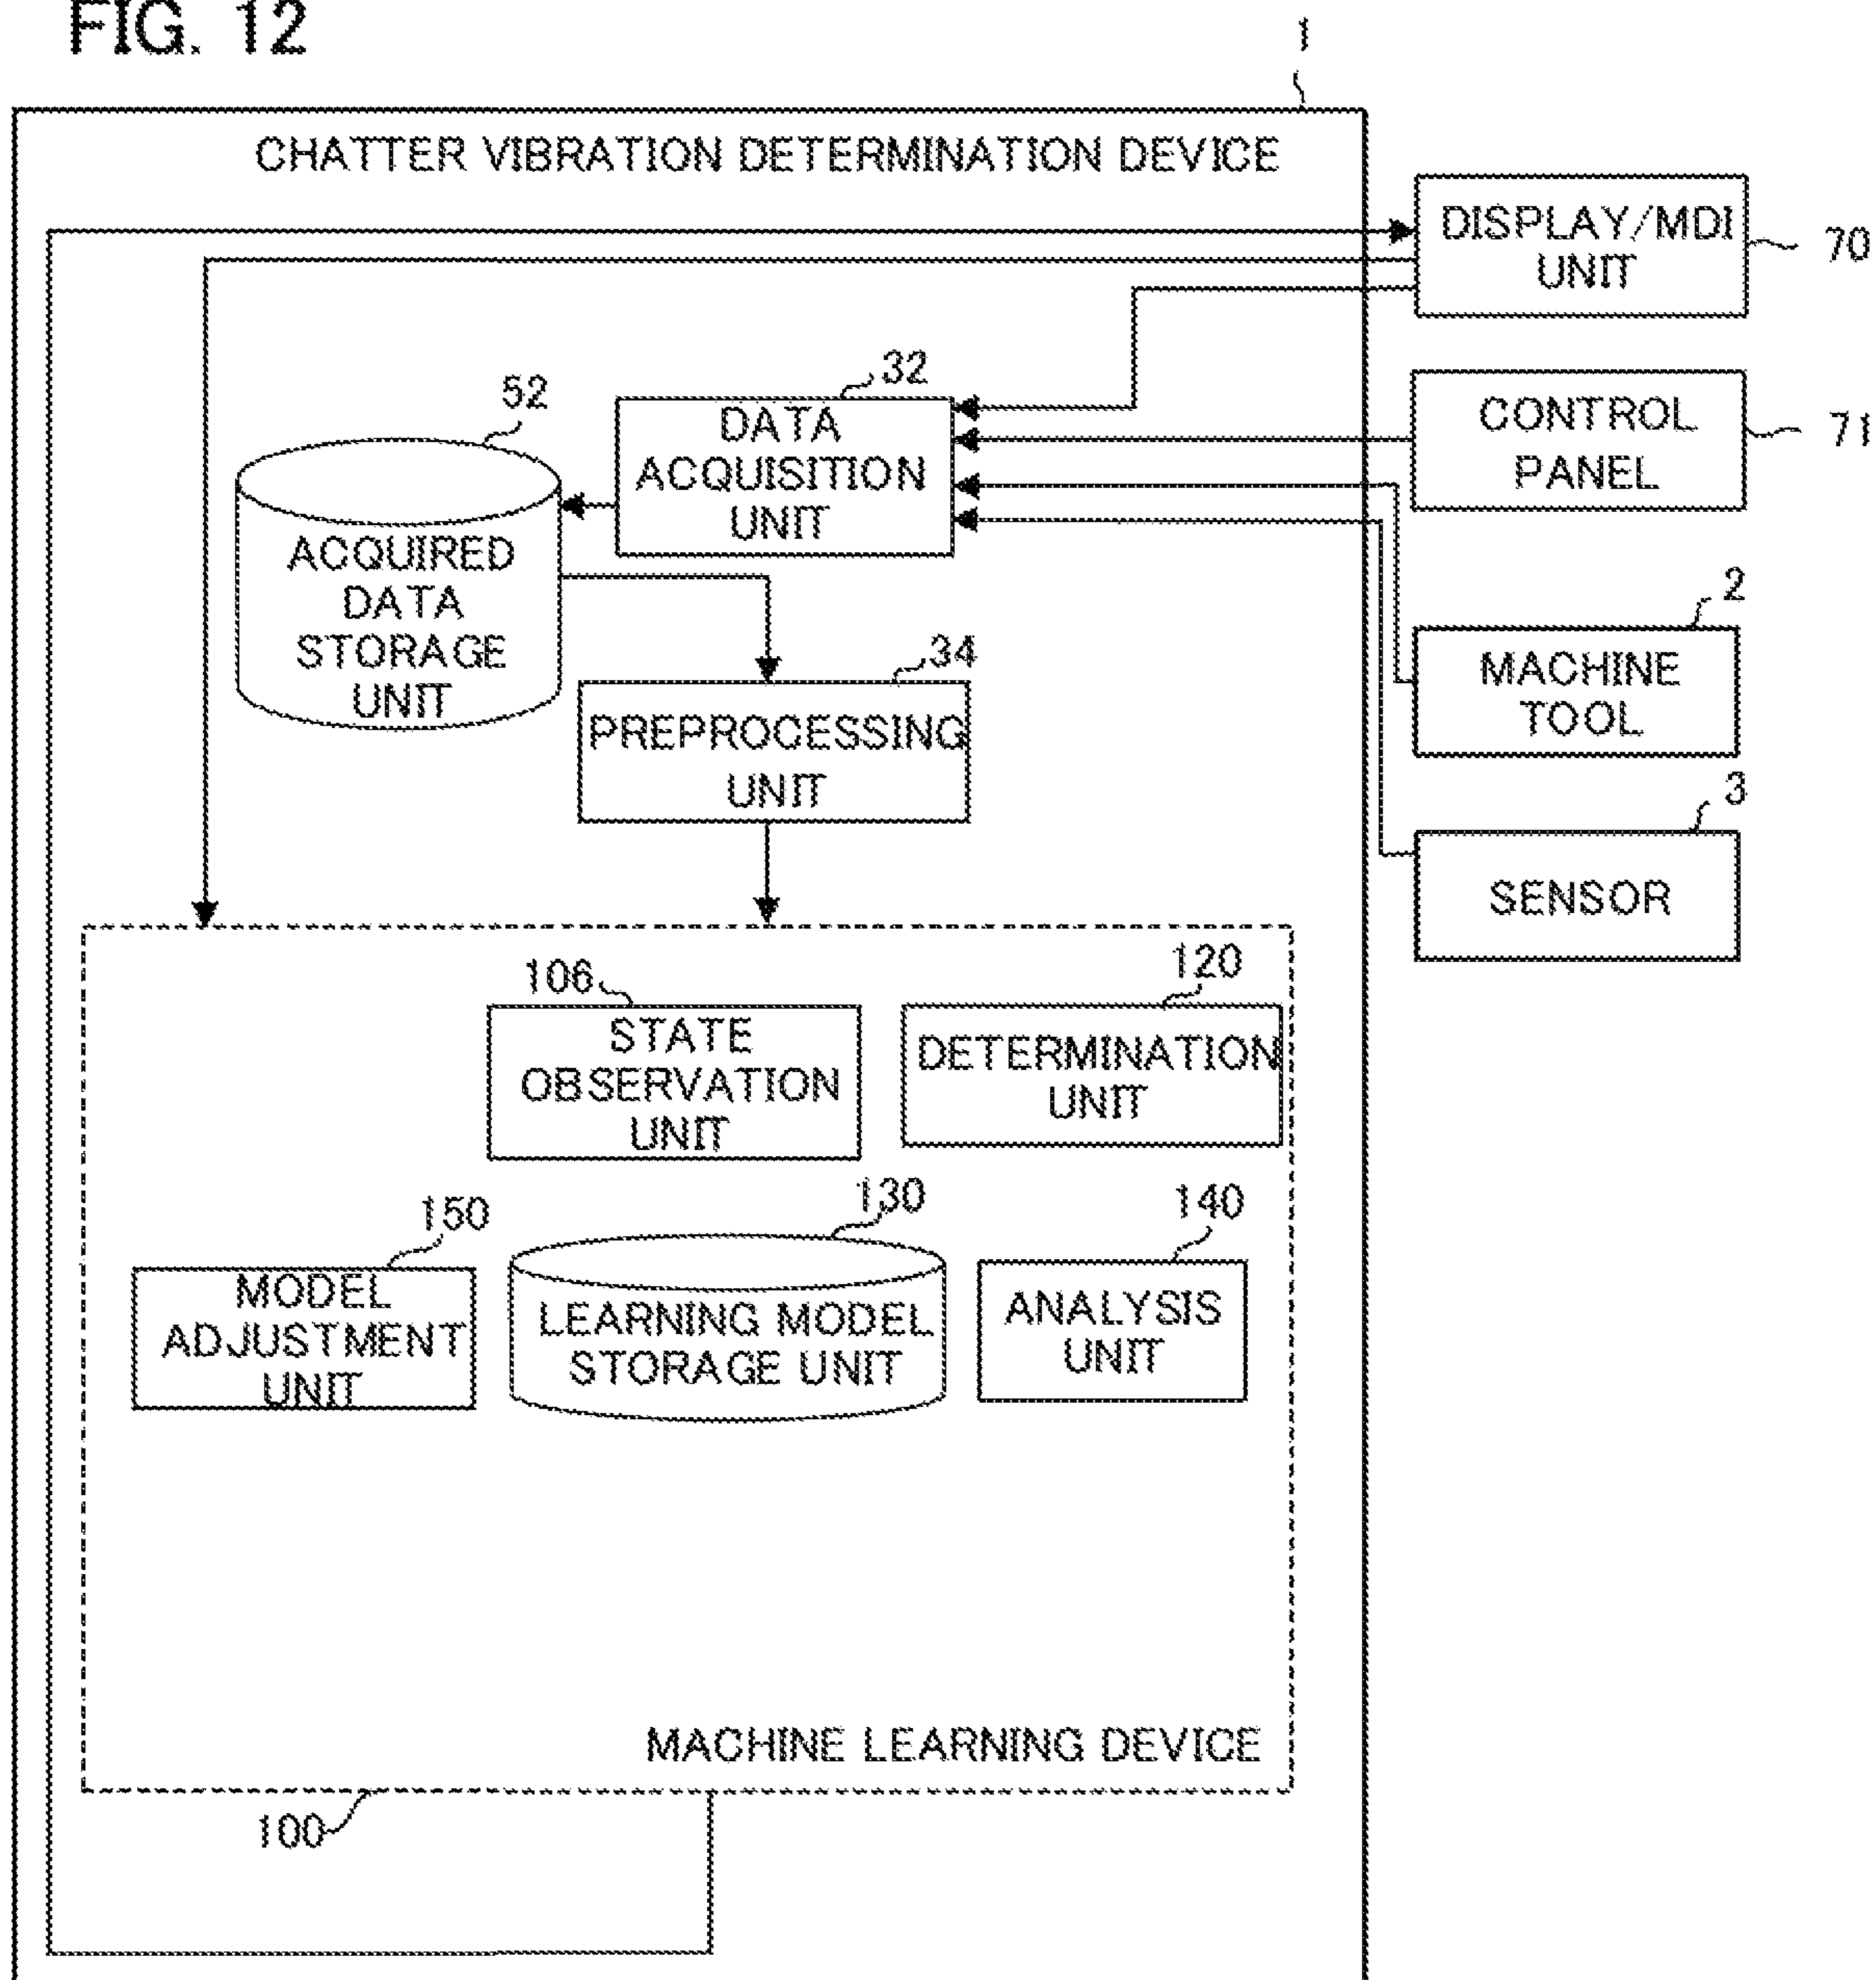 FIG. 12
1
CHATTER VIBRATION DETERMINATION DEVICE
DISPLAY/MDI
UNIT
70
32
52
DATA
ACQUISITION
UNIT
CONTROL
PANEL
71
ACQUIRED
DATA
STORAGE
UNIT
2
MACHINE
TOOL
34
PREPROCESSING
UNIT
3
SENSOR
106
STATE
OBSERVATION
UNIT
120
DETERMINATION
UNIT
150
MODEL
ADJUSTMENT
UNIT
130
LEARNING MODEL
STORAGE UNIT
140
ANALYSIS
UNIT
MACHINE LEARNING DEVICE
100